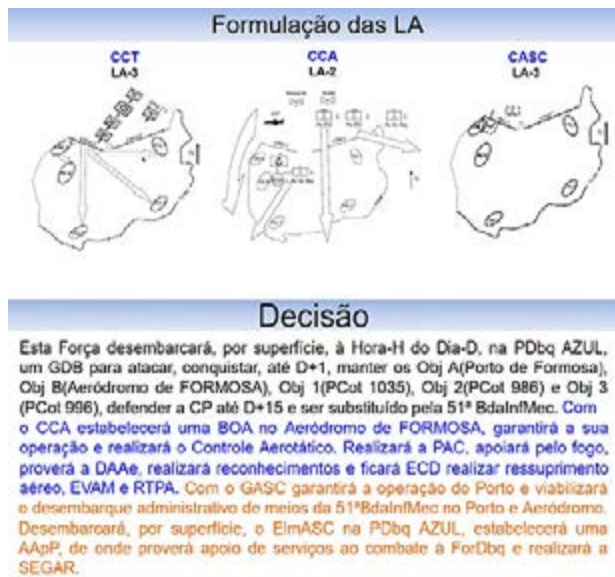 Formulação das LA
CCT
LA-3
CCA
LA-2
CASC
LA-3
Decisão
Esta Força desembarcará, por superfície, à Hora-H do Dia-D, na PDbq AZUL,
um GDB para atacar, conquistar, até D+1, manter os Obj A(Porto de Formosa),
Obj B(Aeródromo de FORMOSA), Obj 1(PCot 1035), Obj 2(PCot 986) e Obj 3
(PCot 996), defender a CP até D+15 e ser substituído pela 51ª BdaInfMec. Com
o CCA estabelecerá uma BOA no Aeródromo de FORMOSA, garantirá a sua
operação e realizará o Controle Aerotático. Realizará a PAC, apoiará pelo fogo,
proverá a DAAe, realizará reconhecimentos e ficará ECD realizar ressuprimento
aéreo, EVAM e RTPA. Com o GASC garantirá a operação do Porto e viabilizará
o desembarque administrativo de meios da 51ªBdaInfMec no Porto e Aeródromo.
Desembarcará, por superfície, o ElmASC na PDbq AZUL, estabelecerá uma
AApP, de onde proverá apoio de serviços ao combate à ForDbq e realizará a
SEGAR.